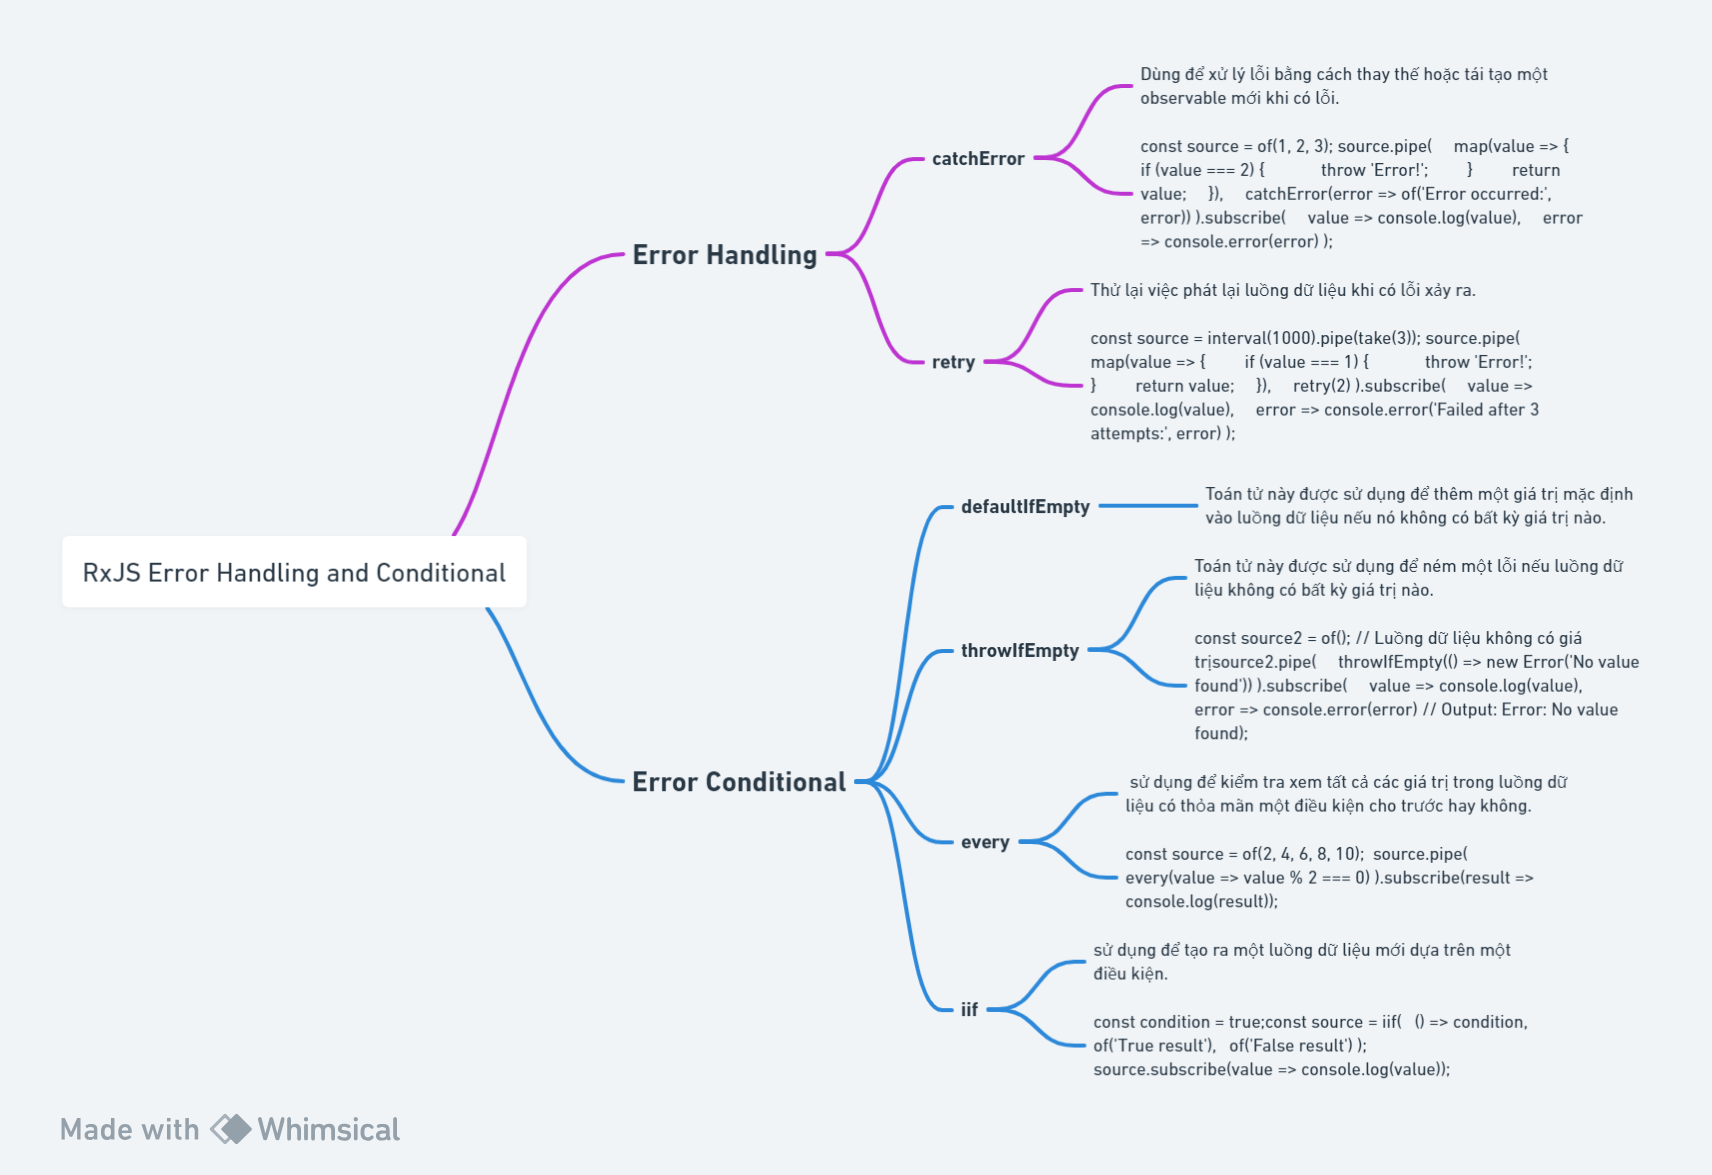 Dùng để xử lý lỗi bằng cách thay thế hoặc tái tạo một
observable mới khi có lỗi.
const source = of(1, 2, 3); source.pipe(     map(value => {
if (value === 2) {             throw 'Error!';         }         return
value;     }),     catchError(error => of('Error occurred:',
error)) ).subscribe(     value => console.log(value),     error
=> console.error(error) );
catchError
Error Handling
Thử lại việc phát lại luồng dữ liệu khi có lỗi xảy ra.
retry
const source = interval(1000).pipe(take(3)); source.pipe(
map(value => {         if (value === 1) {             throw 'Error!';
}         return value;     }),     retry(2) ).subscribe(     value =>
console.log(value),     error => console.error('Failed after 3
attempts:', error) );
RxJS Error Handling and Conditional
defaultIfEmpty
Toán tử này được sử dụng để thêm một giá trị mặc định
vào luồng dữ liệu nếu nó không có bất kỳ giá trị nào.
Toán tử này được sử dụng để ném một lỗi nếu luồng dữ
liệu không có bất kỳ giá trị nào.
throwIfEmpty
const source2 = of(); // Luồng dữ liệu không có giá
trịsource2.pipe(     throwIfEmpty(() => new Error('No value
found')) ).subscribe(     value => console.log(value),
error => console.error(error) // Output: Error: No value
found);
Error Conditional
sử dụng để kiểm tra xem tất cả các giá trị trong luồng dữ
liệu có thỏa mãn một điều kiện cho trước hay không.
every
const source = of(2, 4, 6, 8, 10);  source.pipe(
every(value => value % 2 === 0) ).subscribe(result =>
console.log(result));
sử dụng để tạo ra một luồng dữ liệu mới dựa trên một
điều kiện.
iif
const condition = true;const source = iif(   () => condition,
of('True result'),   of('False result') );
source.subscribe(value => console.log(value));
Made with Whimsical